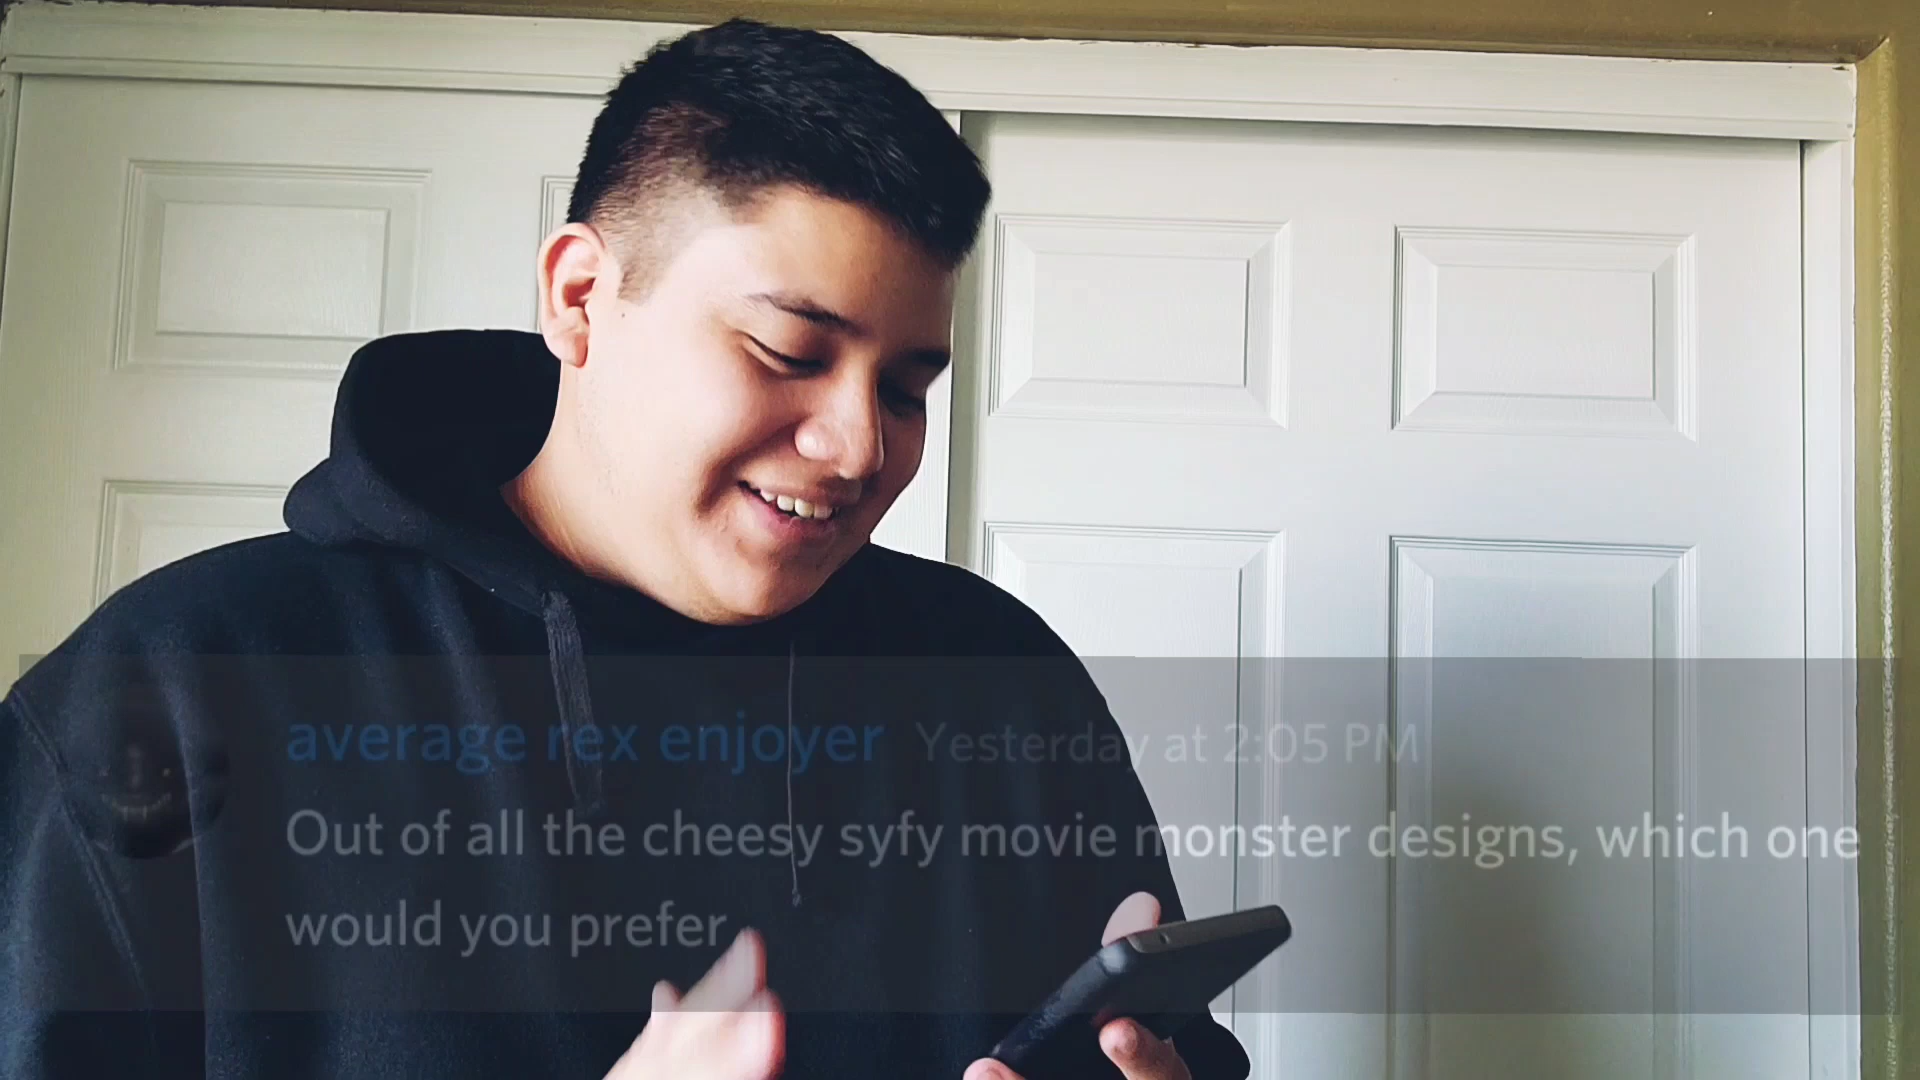 average rex enjoyer Yesterday at 2:05 PM
Out of all the cheesy syfy movie monster designs, which one
would you prefer